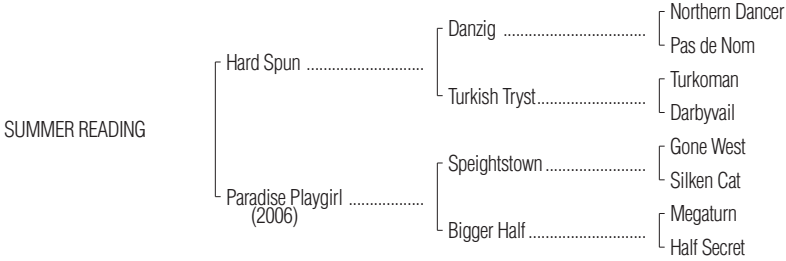 Northern Dancer
Danzig ..................................
Pas de Nom
Hard Spun ............................
Turkoman
Turkish Tryst..........................
Darbyvail
SUMMER READING
Gone West
Speightstown ........................
Silken Cat
Paradise Playgirl ..................
(2006)
Megaturn
Bigger Half ............................
Half Secret